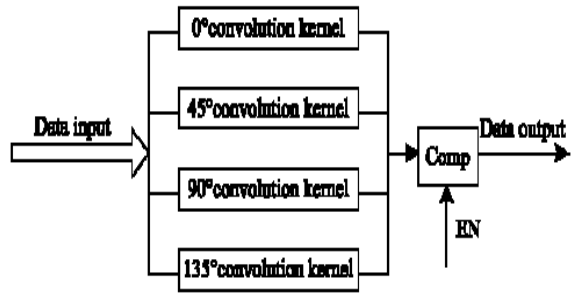 0°convolution kernel
45°convolution kernel
Data input
Data output
Comp
90°convolution kernel
EN
135°convolution kernel